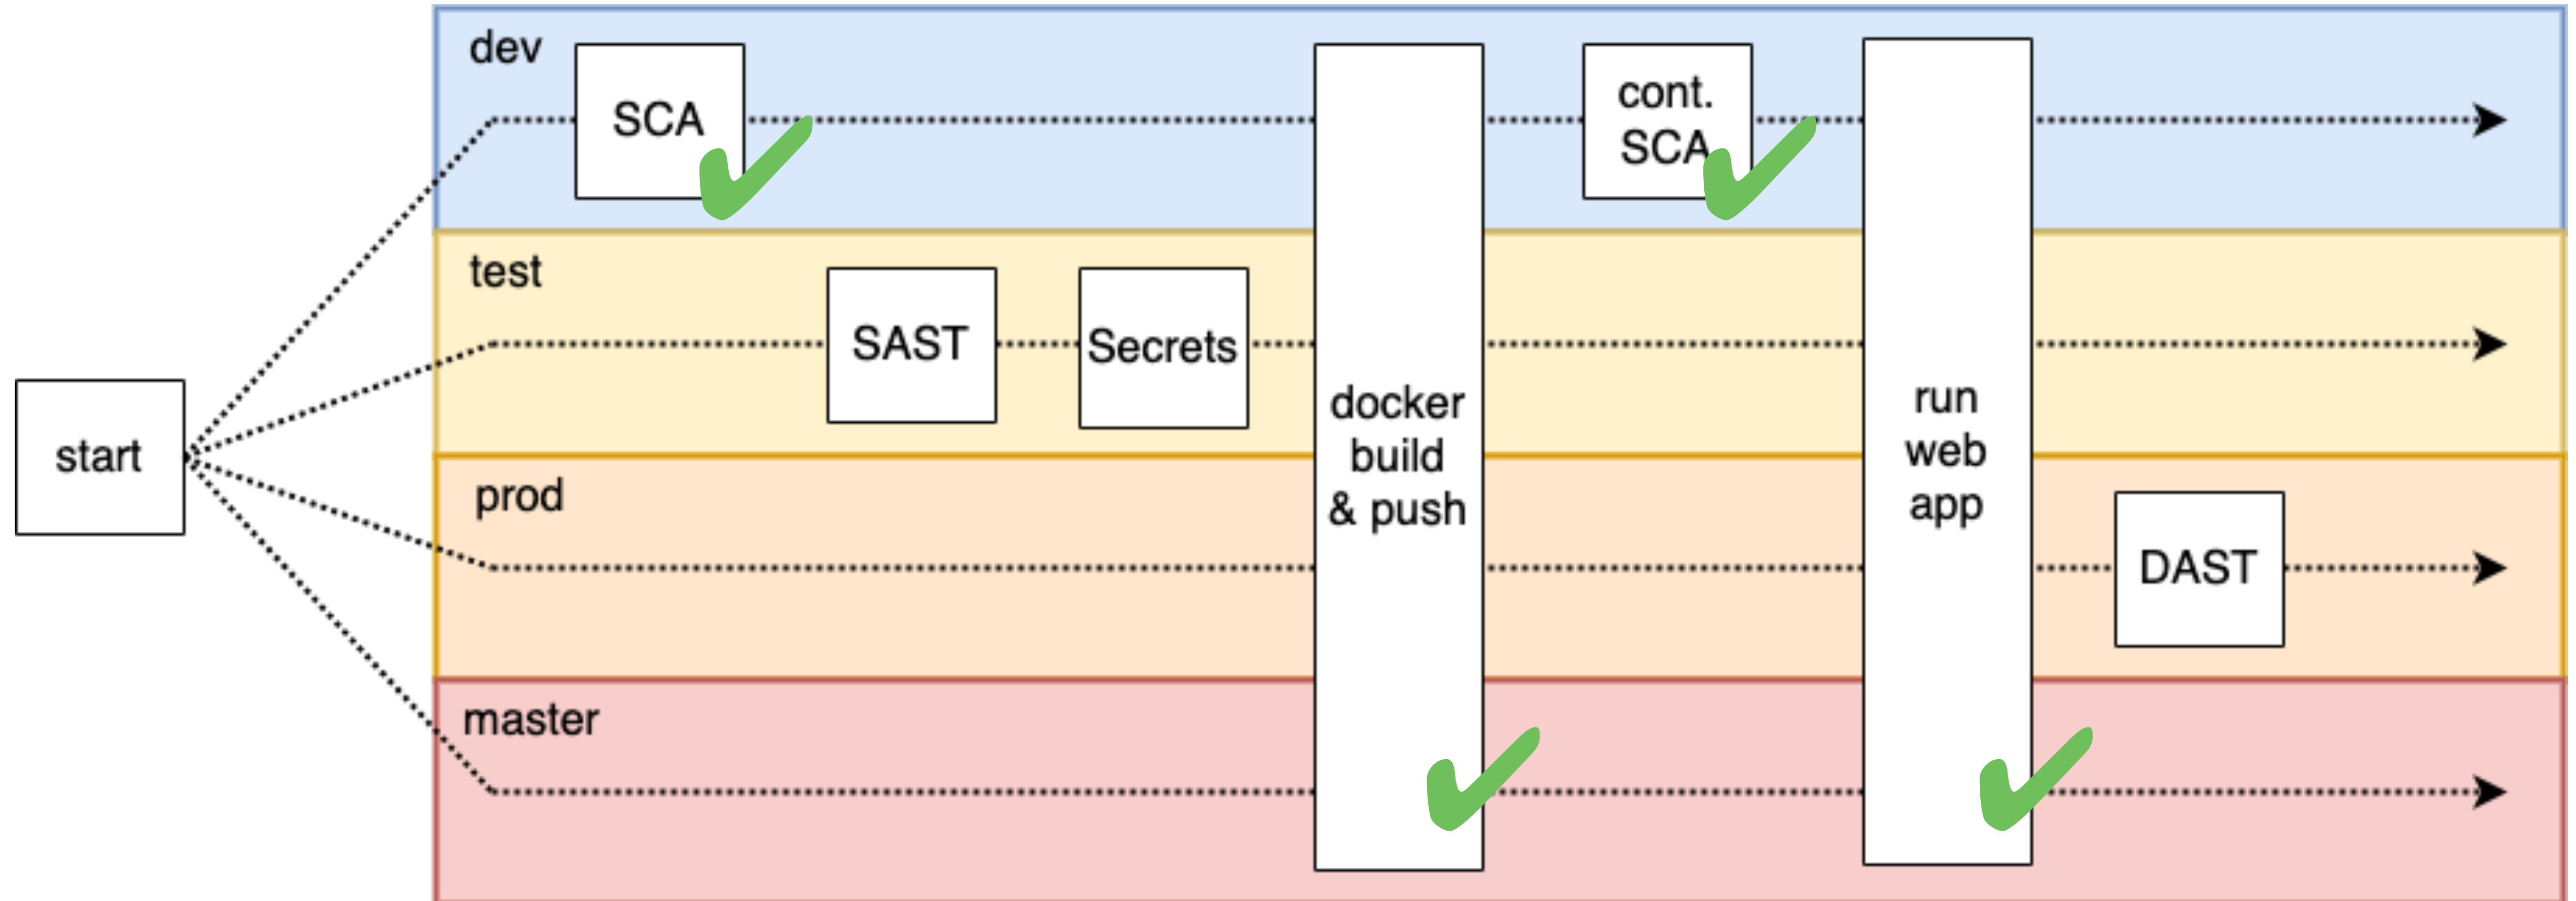 dev
SCA
cont.
SCA
test
SAST
Secrets
start
docker
build
& push
run
web
app
prod
DAST
master